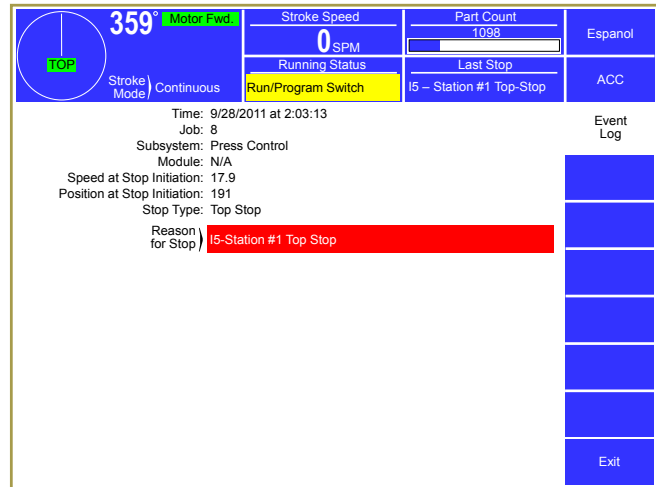 TOP
359°
Motor Fwd.
Stroke Mode) Continuous
Stroke Speed
0 SPM
Running Status
Run/Program Switch
Part Count
1098
Last Stop
I5 – Station #1 Top-Stop
Espanol
ACC
Event
Log
Time: 9/28/2011 at 2:03:13
Job: 8
Subsystem: Press Control
Module: N/A
Speed at Stop Initiation: 17.9
Position at Stop Initiation: 191
Stop Type: Top Stop
Reason
for Stop) I5-Station #1 Top Stop
Exit